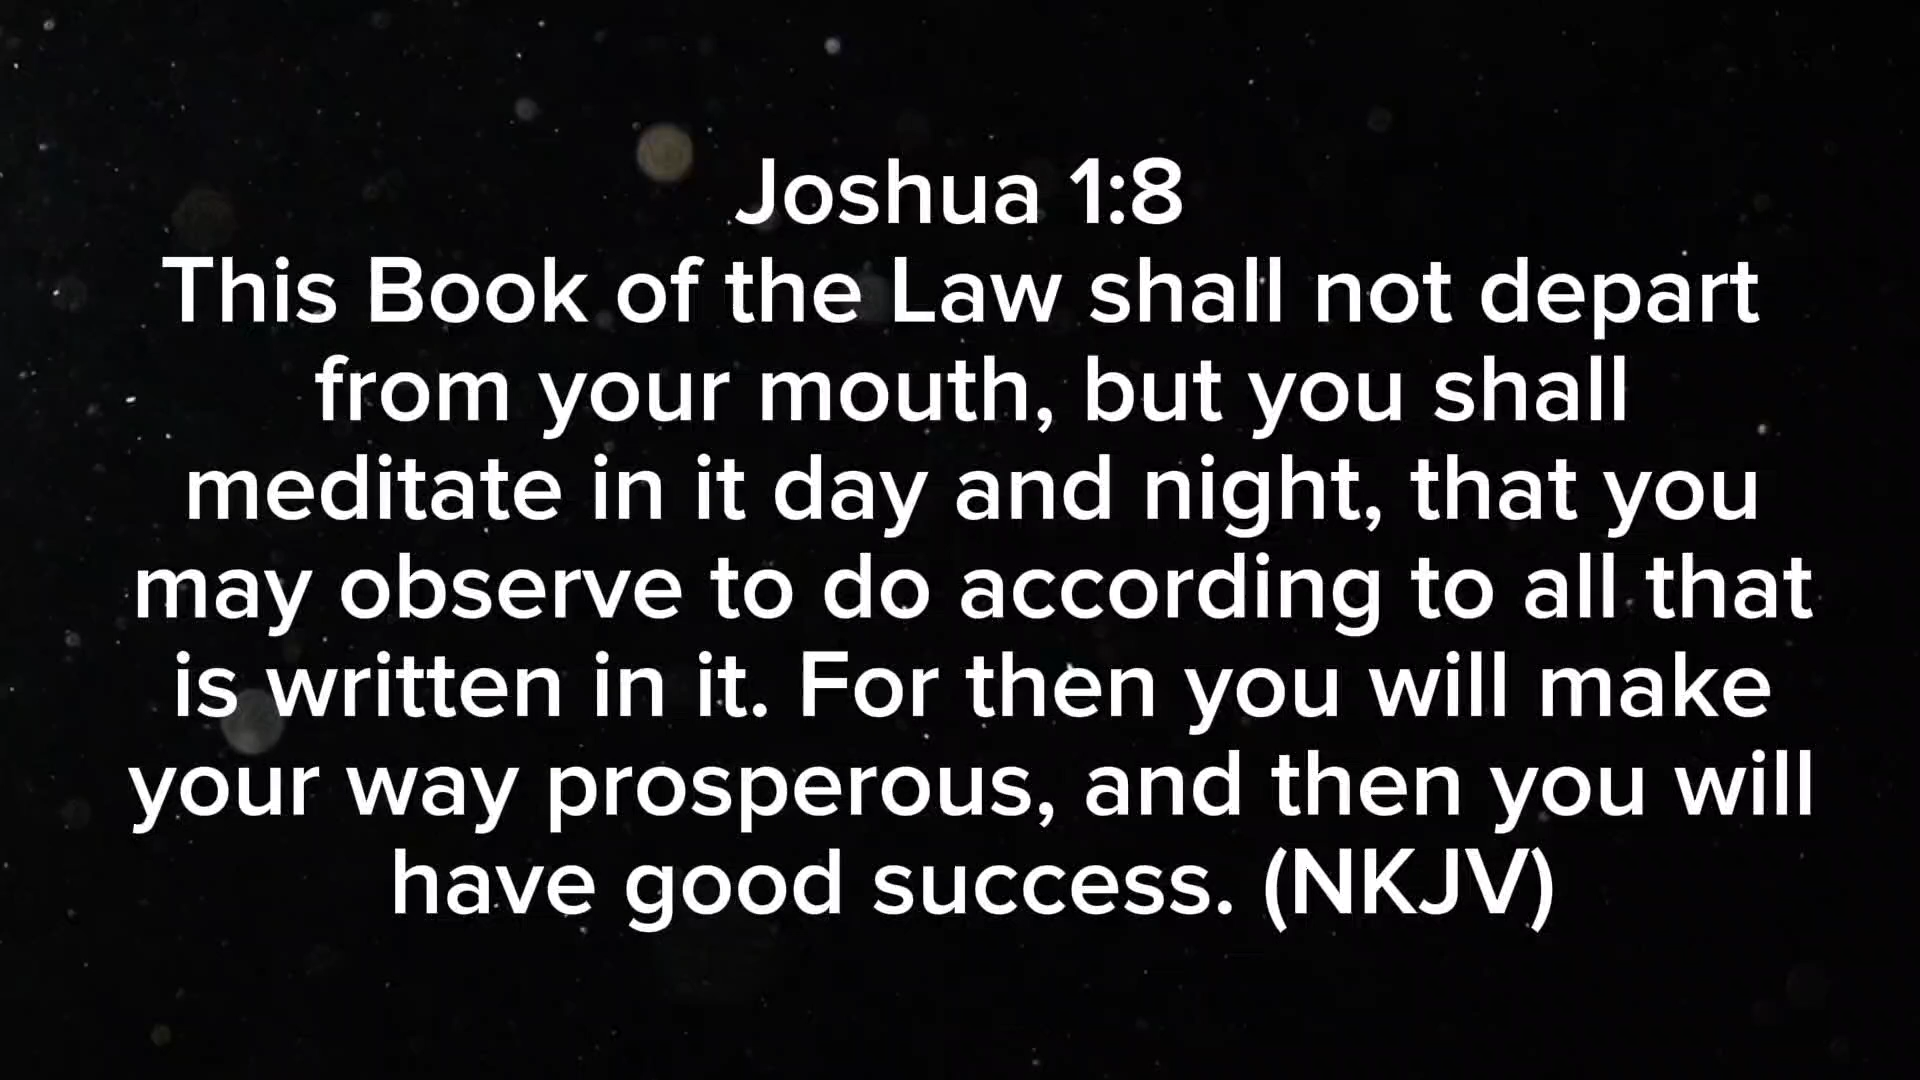 Joshua 1:8
This Book of the Law shall not depart
from your mouth, but you shall
meditate in it day and night, that you
may observe to do according to all that
is written in it. For then you will make
your way prosperous, and then you will
have good success. (NKJV)